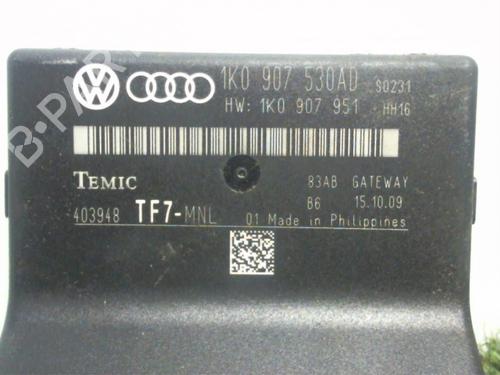 1K0 907 530AD S0231
HW: 1K0 907 951 - HH16
TEMIC 83AB GATEWAY
B6 15.10.09
403948 TF7-MNL 01 Made in Philippines
B-PARTS